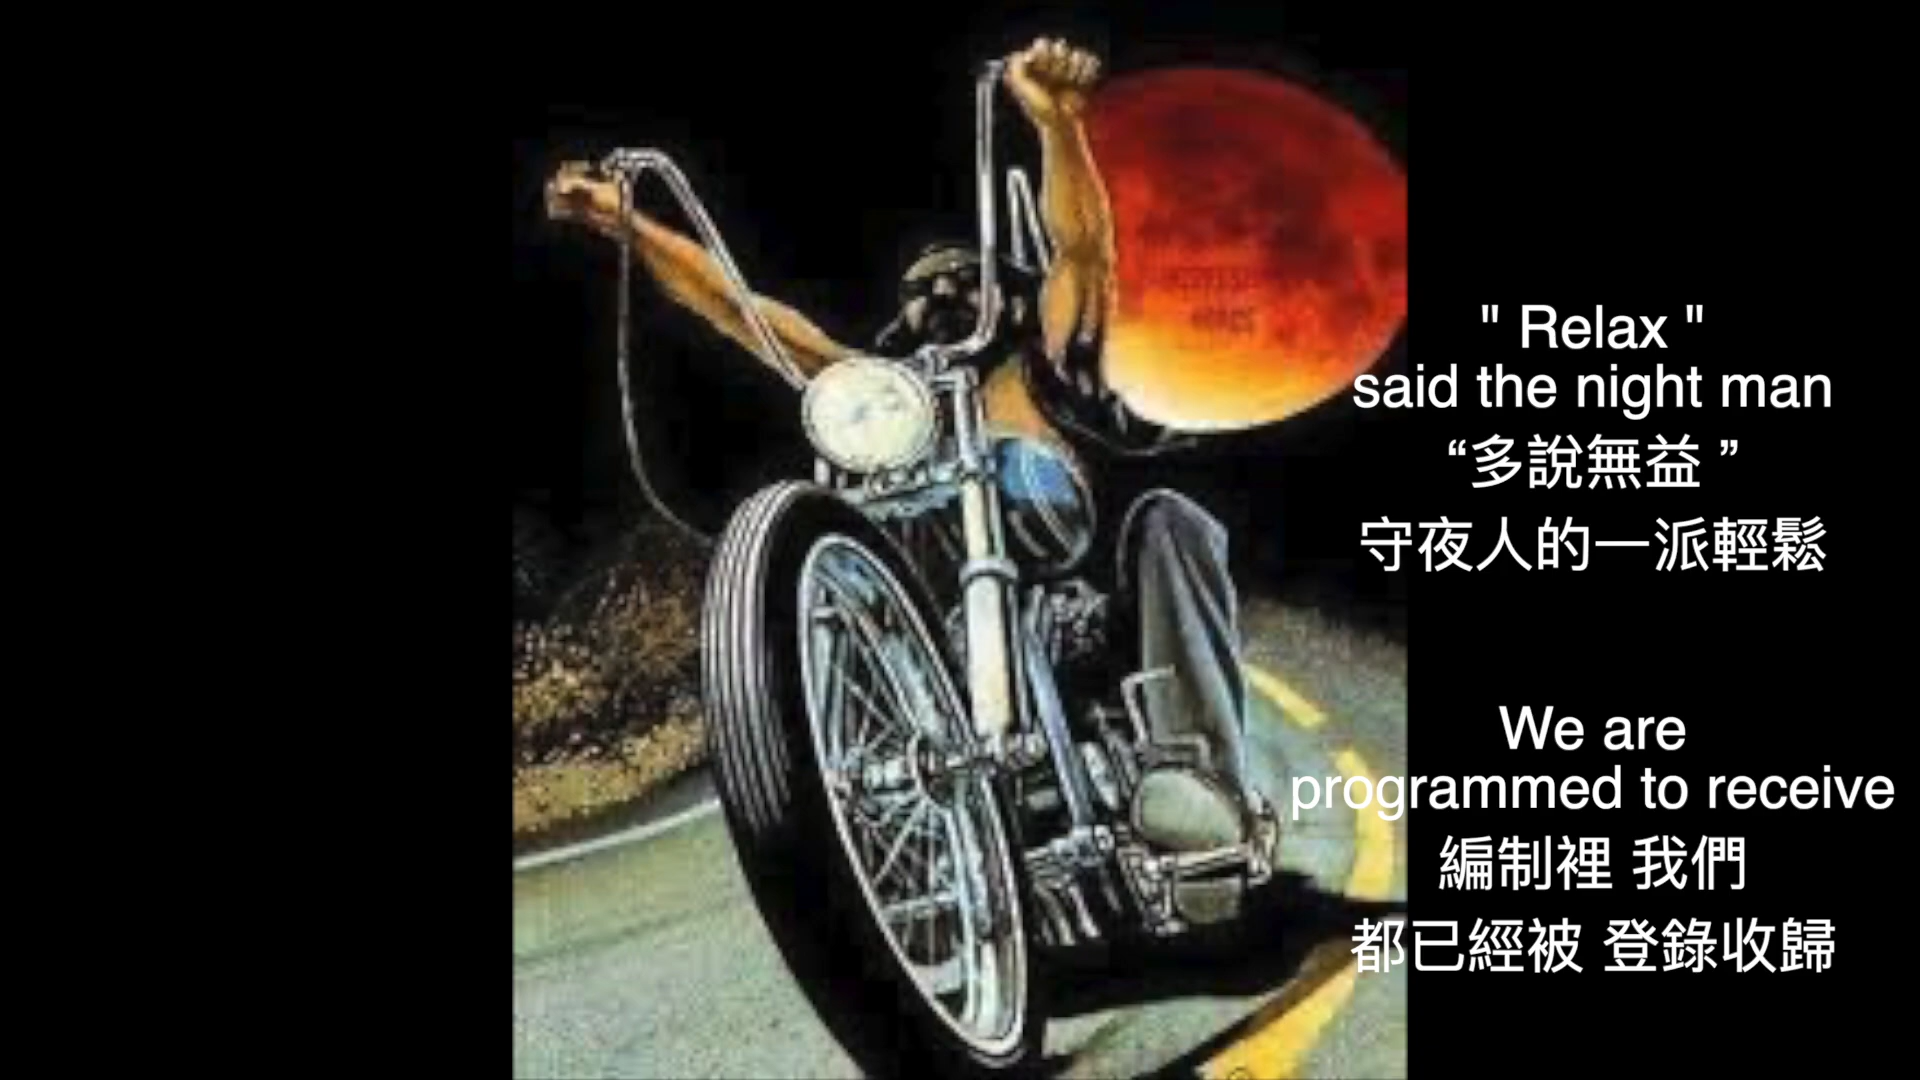 " Relax "
said the night man
“多說無益 ”
守夜人的一派輕鬆
We are
programmed to receive
編制裡 我們
都已經被 登錄收歸